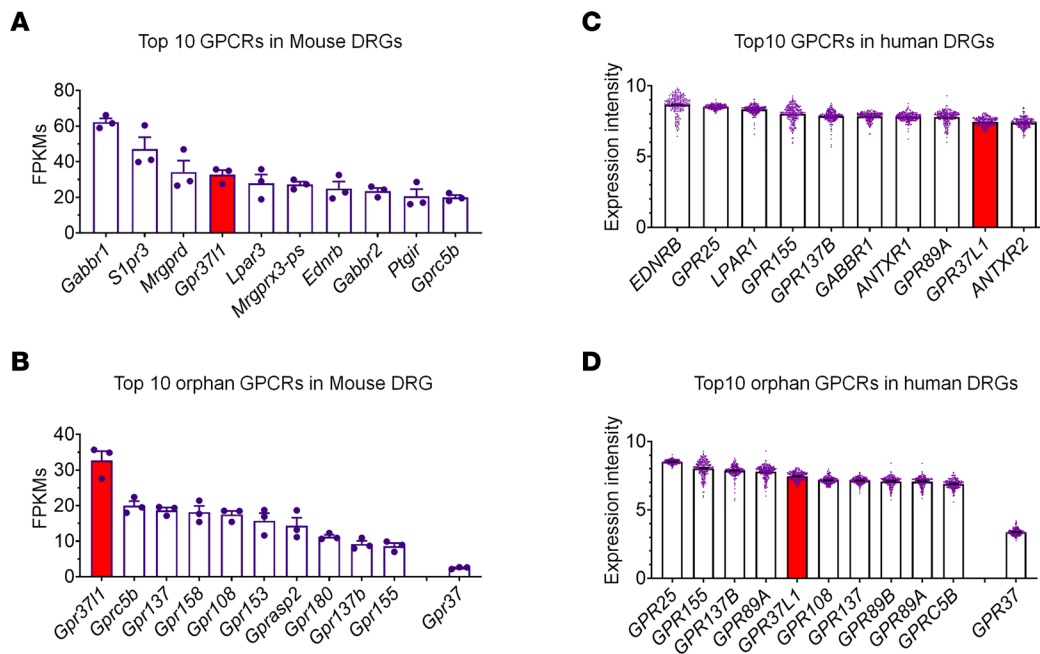 A
Top 10 GPCRs in Mouse DRGs
FPKMs
80
60
40
20
0
Gabbr1
S1pr3
Mrgprd
Gpr37l1
Lpar3
Mrgprx3-ps
Ednrb
Gabbr2
Ptgir
Gprc5b
B
Top 10 orphan GPCRs in Mouse DRG
FPKMs
40
30
20
10
0
Gpr37l1
Gprc5b
Gpr137
Gpr158
Gpr108
Gpr153
Gprasp2
Gpr180
Gpr137b
Gpr155
Gpr37
C
Top10 GPCRs in human DRGs
Expression intensity
10
5
0
EDNRB
GPR25
LPAR1
GPR155
GPR137B
GABBR1
ANTXR1
GPR89A
GPR37L1
ANTXR2
D
Top10 orphan GPCRs in human DRGs
Expression intensity
10
5
0
GPR25
GPR155
GPR137B
GPR89A
GPR37L1
GPR108
GPR137
GPR89B
GPR89A
GPRC5B
GPR37